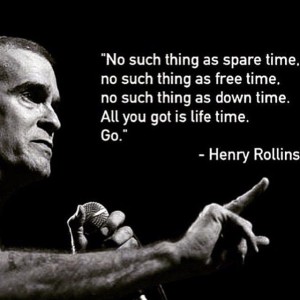 "No such thing as spare time,
no such thing as free time,
no such thing as down time.
All you got is life time.
Go."
- Henry Rollins